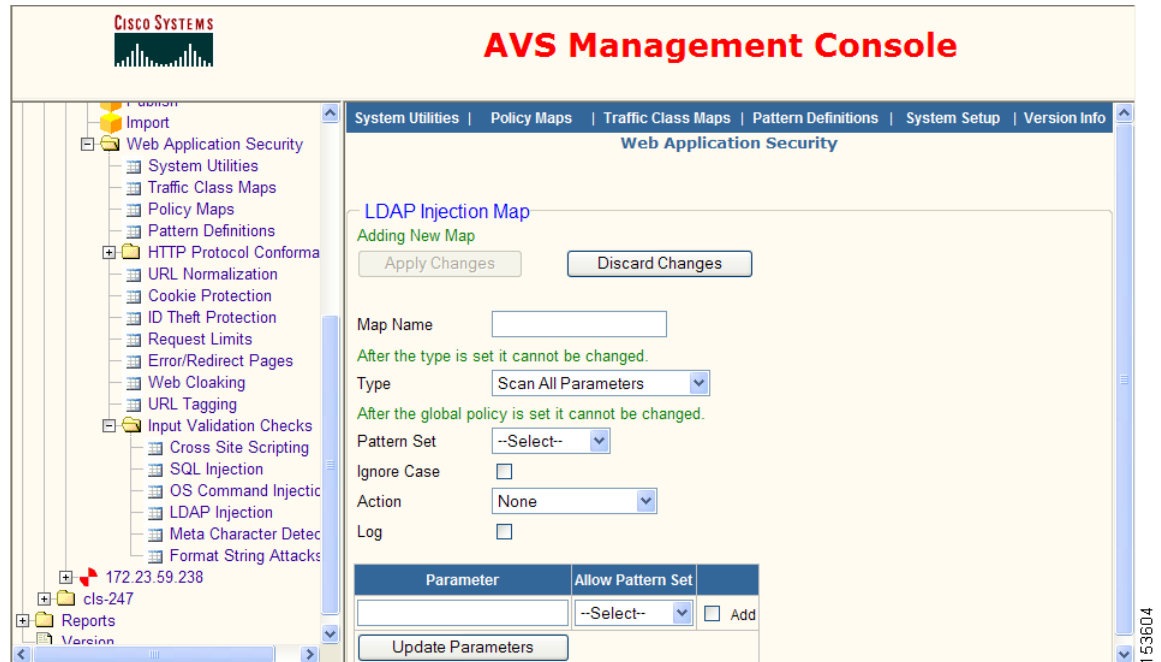 CISCO SYSTEMS
AVS Management Console
Publish
Import
Web Application Security
System Utilities
Traffic Class Maps
Policy Maps
Pattern Definitions
HTTP Protocol Conforma
URL Normalization
Cookie Protection
ID Theft Protection
Request Limits
Error/Redirect Pages
Web Cloaking
URL Tagging
Input Validation Checks
Cross Site Scripting
SQL Injection
OS Command Injectic
LDAP Injection
Meta Character Detec
Format String Attacks
172.23.59.238
cls-247
Reports
Version
System Utilities | Policy Maps | Traffic Class Maps | Pattern Definitions | System Setup | Version Info
Web Application Security
LDAP Injection Map
Adding New Map
Apply Changes Discard Changes
Map Name
After the type is set it cannot be changed.
Type Scan All Parameters
After the global policy is set it cannot be changed.
Pattern Set --Select--
Ignore Case
Action None
Log
Parameter Allow Pattern Set
--Select-- Add
Update Parameters
153604